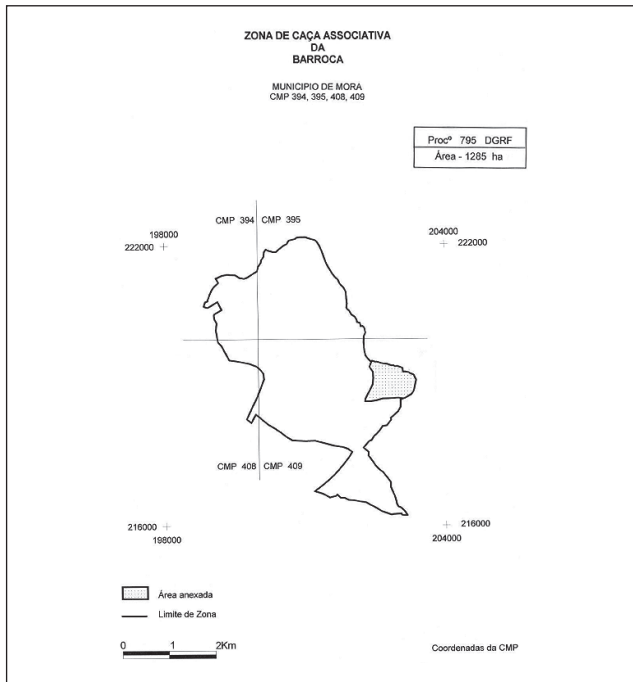 ZONA DE CAÇA ASSOCIATIVA
DA
BARROCA
MUNICIPIO DE MORA
CMP 394, 395, 408, 409
Procº 795 DGRF
Área - 1285 ha
CMP 394 CMP 395
198000
222000
204000
222000
CMP 408 CMP 409
216000
198000
216000
204000
Área anexada
Limite de Zona
0 1 2Km
Coordenadas da CMP